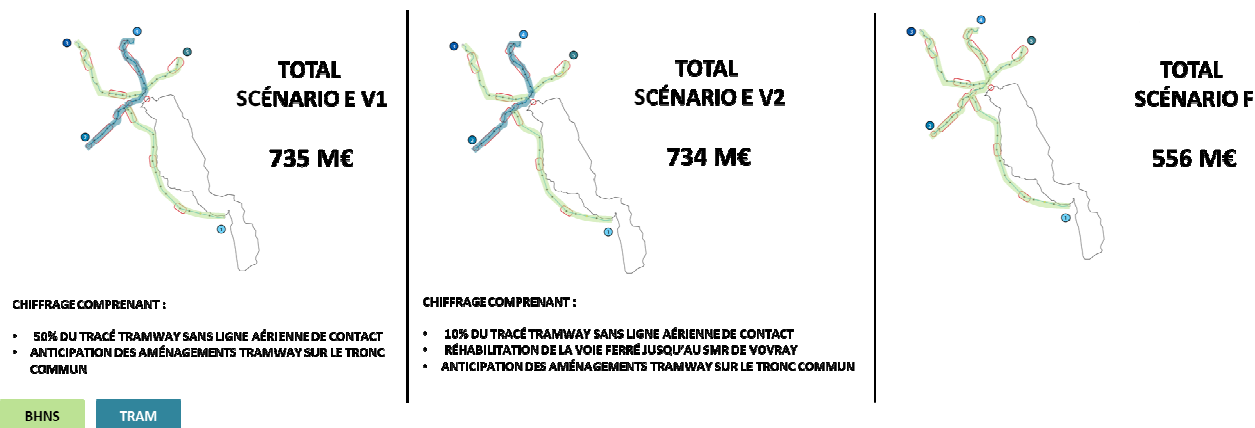 TOTAL
SCÉNARIO E V1
735 M€
CHIFFRAGE COMPRENANT :
• 50% DU TRACÉ TRAMWAY SANS LIGNE AÉRIENNE DE CONTACT
• ANTICIPATION DES AMÉNAGEMENTS TRAMWAY SUR LE TRONC
COMMUN
TOTAL
SCÉNARIO E V2
734 M€
CHIFFRAGE COMPRENANT :
• 10% DU TRACÉ TRAMWAY SANS LIGNE AÉRIENNE DE CONTACT
• RÉHABILITATION DE LA VOIE FERRÉ JUSQU'AU SMR DE VOVRAY
• ANTICIPATION DES AMÉNAGEMENTS TRAMWAY SUR LE TRONC COMMUN
TOTAL
SCÉNARIO F
556 M€
BHNS
TRAM